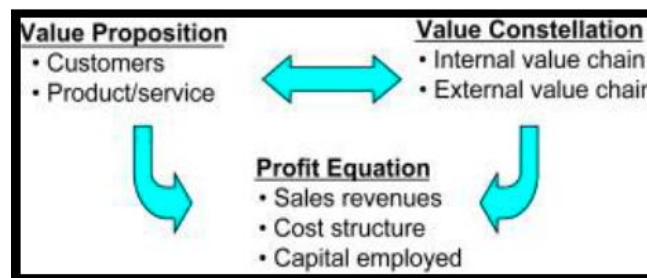 Value Proposition
• Customers
• Product/service
Value Constellation
• Internal value chain
• External value chain
Profit Equation
• Sales revenues
• Cost structure
• Capital employed